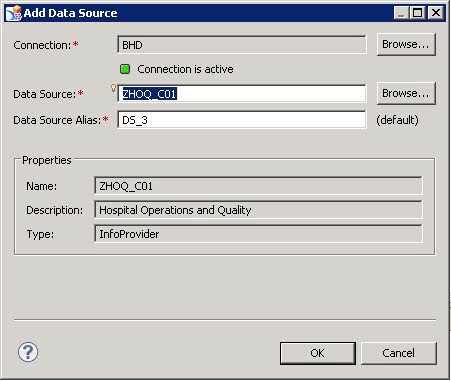 Add Data Source
Connection:* BHD Browse...
Connection is active
Data Source:* ZHOQ_C01 Browse...
Data Source Alias:* DS_3 (default)
Properties
Name: ZHOQ_C01
Description: Hospital Operations and Quality
Type: InfoProvider
? OK Cancel